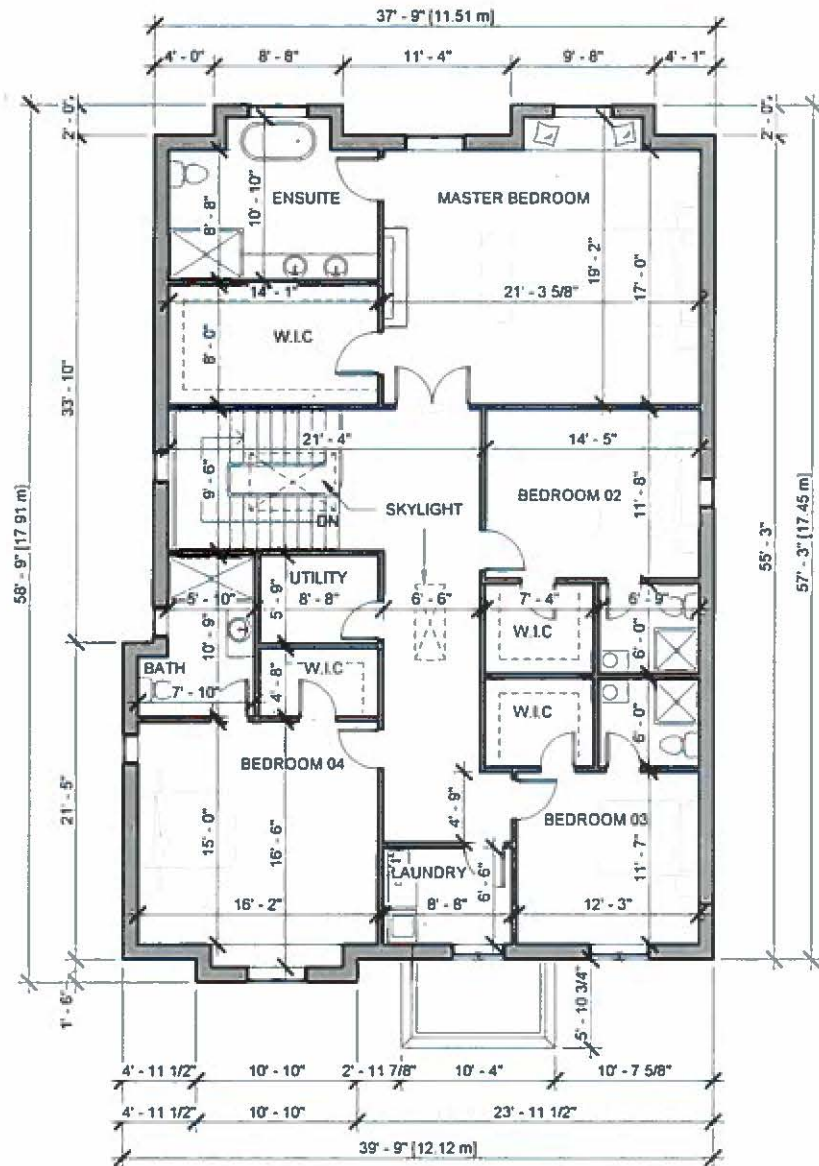 37' - 9" [11.51 m]
4' - 0"
8' - 8"
11' - 4"
9' - 8"
4' - 1"
2' - 0"
2' - 0"
ENSUITE
MASTER BEDROOM
8' - 8"
10' - 10"
19' - 2"
17' - 0"
14' - 1"
21' - 3 5/8"
W.I.C
8' - 0"
33' - 10"
58' - 9" [17.91 m]
55' - 3"
57' - 3" [17.45 m]
21' - 4"
14' - 5"
9' - 6"
DN
SKYLIGHT
BEDROOM 02
11' - 8"
UTILITY
5' - 10"
5' - 9"
8' - 8"
6' - 6"
7' - 4"
6' - 9"
10' - 9"
W.I.C
6' - 0"
BATH
7' - 10"
4' - 8"
W.I.C
W.I.C
6' - 0"
BEDROOM 04
BEDROOM 03
21' - 5"
15' - 0"
16' - 6"
4' - 9"
11' - 7"
LAUNDRY
6' - 6"
16' - 2"
8' - 8"
12' - 3"
1' - 6"
5' - 10 3/4"
4' - 11 1/2"
10' - 10"
2' - 11 7/8"
10' - 4"
10' - 7 5/8"
4' - 11 1/2"
10' - 10"
23' - 11 1/2"
39' - 9" [12.12 m]